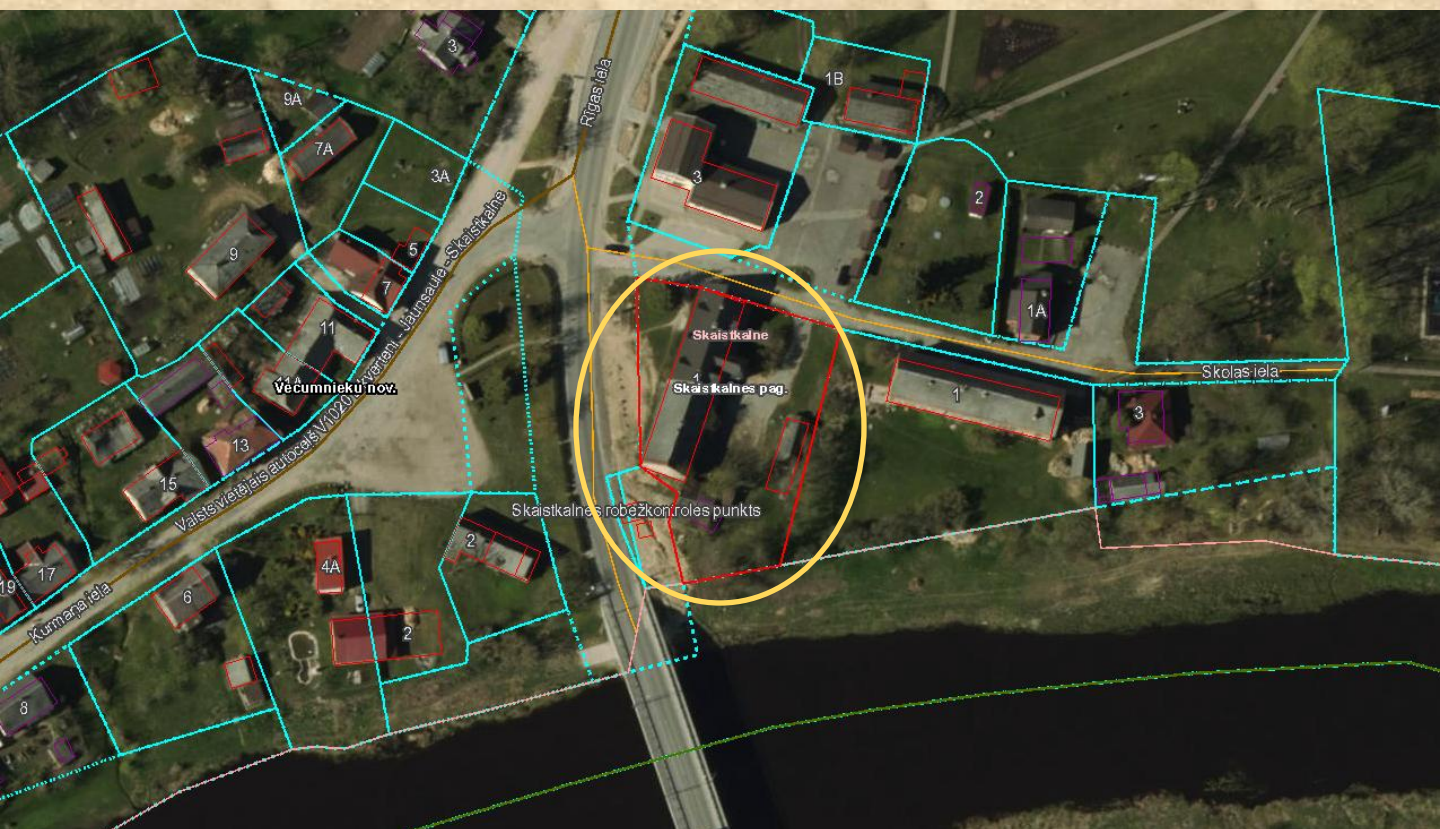 3
Rīgas iela
1B
9A
7A
3A
3
2
9
5
7
1A
11
Skaistkalne
Skaistkalnes pag.
Vecumnieku nov.
1
Skolas iela
3
13
15
Skaistkalnes robežkontroles punkts
2
4A
17
19
6
2
Kurmaņa iela
8